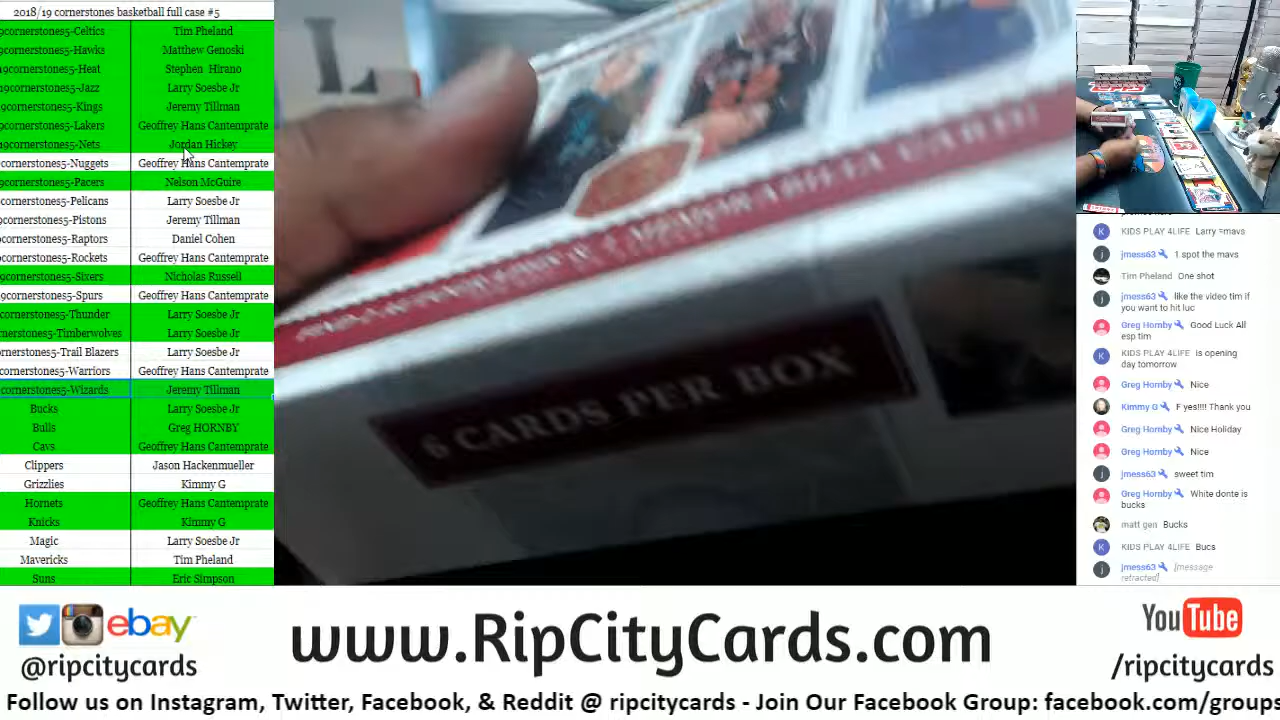 2018/19 cornerstones basketball full case #5
9cornerstones5-Celtics Tim Pheland
9cornerstones5-Hawks Matthew Genoski
19cornerstones5-Heat Stephen Hirano
19cornerstones5-Jazz Larry Soesbe Jr
9cornerstones5-Kings Jeremy Tillman
9cornerstones5-Lakers Geoffrey Hans Cantemprate
19cornerstones5-Nets Jordan Hickey
cornerstones5-Nuggets Geoffrey Hans Cantemprate
9cornerstones5-Pacers Nelson McGuire
cornerstones5-Pelicans Larry Soesbe Jr
cornerstones5-Pistons Jeremy Tillman
cornerstones5-Raptors Daniel Cohen
cornerstones5-Rockets Geoffrey Hans Cantemprate
9cornerstones5-Sixers Nicholas Russell
9cornerstones5-Spurs Geoffrey Hans Cantemprate
cornerstones5-Thunder Larry Soesbe Jr
nerstones5-Timberwolves Larry Soesbe Jr
ornerstones5-Trail Blazers Larry Soesbe Jr
ornerstones5-Warriors Geoffrey Hans Cantemprate
cornerstones5-Wizards Jeremy Tillman
Bucks Larry Soesbe Jr
Bulls Greg HORNBY
Cavs Geoffrey Hans Cantemprate
Clippers Jason Hackenmueller
Grizzlies Kimmy G
Hornets Geoffrey Hans Cantemprate
Knicks Kimmy G
Magic Larry Soesbe Jr
Mavericks Tim Pheland
Suns Eric Simpson
CARDS PER BOX
KIDS PLAY 4LIFE Larry =mavs
jmess63 1 spot the mavs
Tim Pheland One shot
jmess63 like the video tim if
you want to hit luc
Greg Hornby Good Luck All
esp tim
KIDS PLAY 4LIFE is opening
day tomorrow
Greg Hornby Nice
Kimmy G F yes!!!! Thank you
Greg Hornby Nice Holiday
Greg Hornby Nice
jmess63 sweet tim
Greg Hornby White donte is
bucks
matt gen Bucks
KIDS PLAY 4LIFE Bucs
jmess63 [message
retracted]
ebay
@ripcitycards
www.RipCityCards.com
YouTube
/ripcitycards
Follow us on Instagram, Twitter, Facebook, & Reddit @ ripcitycards - Join Our Facebook Group: facebook.com/groups